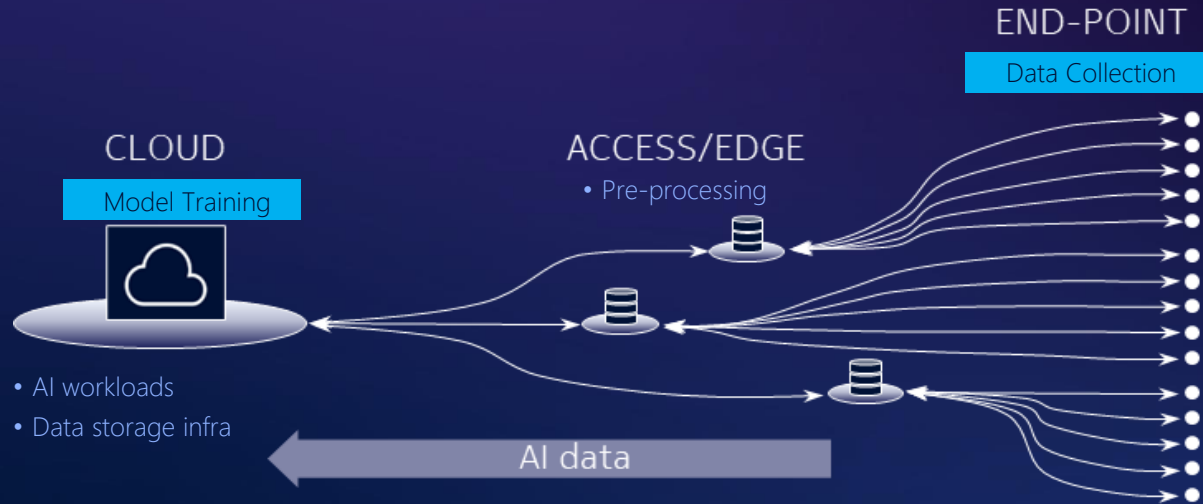 END-POINT
Data Collection
CLOUD
Model Training
ACCESS/EDGE
• Pre-processing
• AI workloads
• Data storage infra
AI data